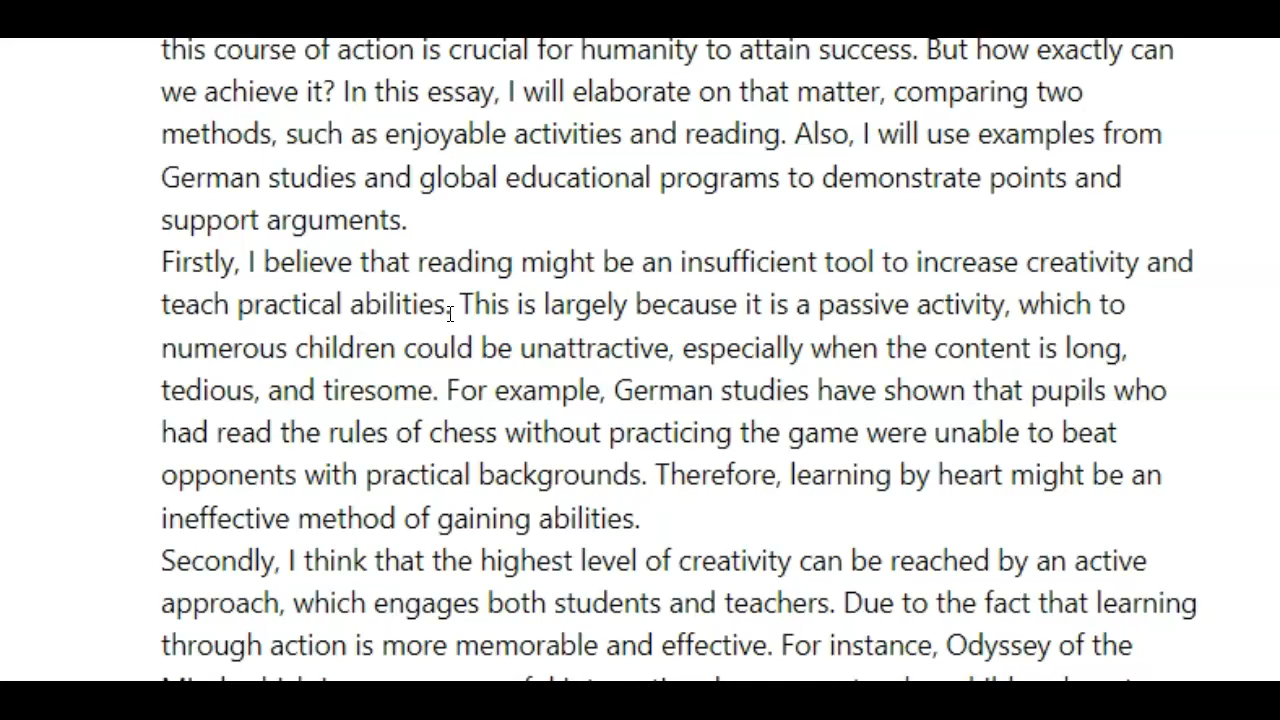 this course of action is crucial for humanity to attain success. But how exactly can
we achieve it? In this essay, I will elaborate on that matter, comparing two
methods, such as enjoyable activities and reading. Also, I will use examples from
German studies and global educational programs to demonstrate points and
support arguments.
Firstly, I believe that reading might be an insufficient tool to increase creativity and
teach practical abilities. This is largely because it is a passive activity, which to
numerous children could be unattractive, especially when the content is long,
tedious, and tiresome. For example, German studies have shown that pupils who
had read the rules of chess without practicing the game were unable to beat
opponents with practical backgrounds. Therefore, learning by heart might be an
ineffective method of gaining abilities.
Secondly, I think that the highest level of creativity can be reached by an active
approach, which engages both students and teachers. Due to the fact that learning
through action is more memorable and effective. For instance, Odyssey of the